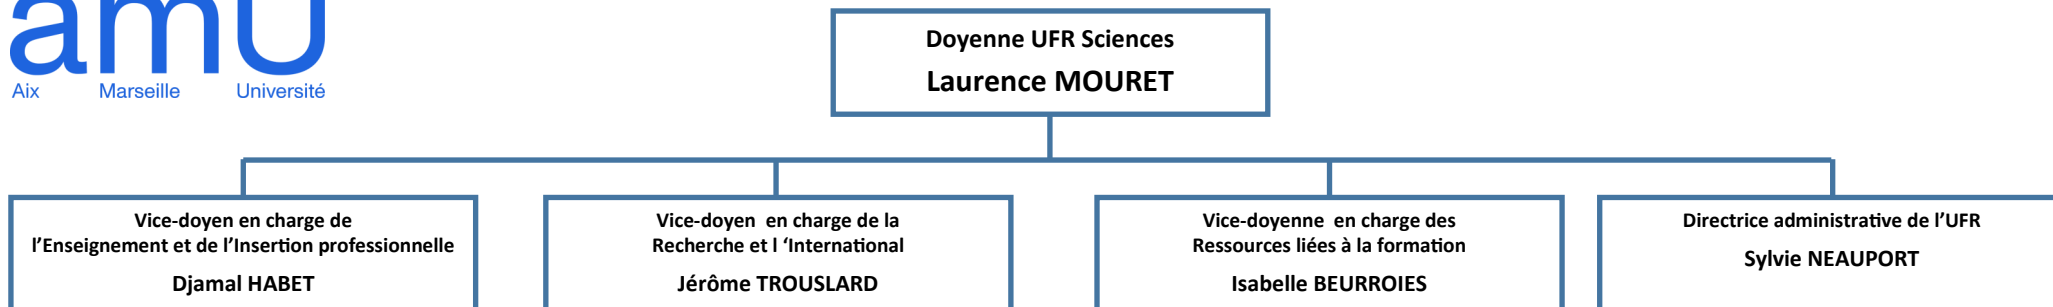 amU
Aix Marseille Université
Doyenne UFR Sciences
Laurence MOURET
Vice-doyen en charge de
l’Enseignement et de l’Insertion professionnelle
Djamal HABET
Vice-doyen  en charge de la
Recherche et l ‘International
Jérôme TROUSLARD
Vice-doyenne  en charge des
Ressources liées à la formation
Isabelle BEURROIES
Directrice administrative de l’UFR
Sylvie NEAUPORT